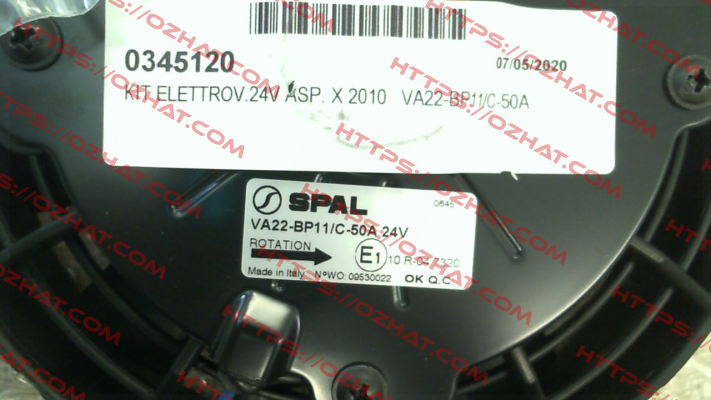 0345120 07/05/2020
KIT ELETTROV.24V ASP. X 2010 VA22-BP11/C-50A
SPAL 0645
VA22-BP11/C-50A 24V
ROTATION E1 10 R-04 7320
Made in Italy N°WO: 09530022 OK Q.C
HTTPS://OZHAT.COM